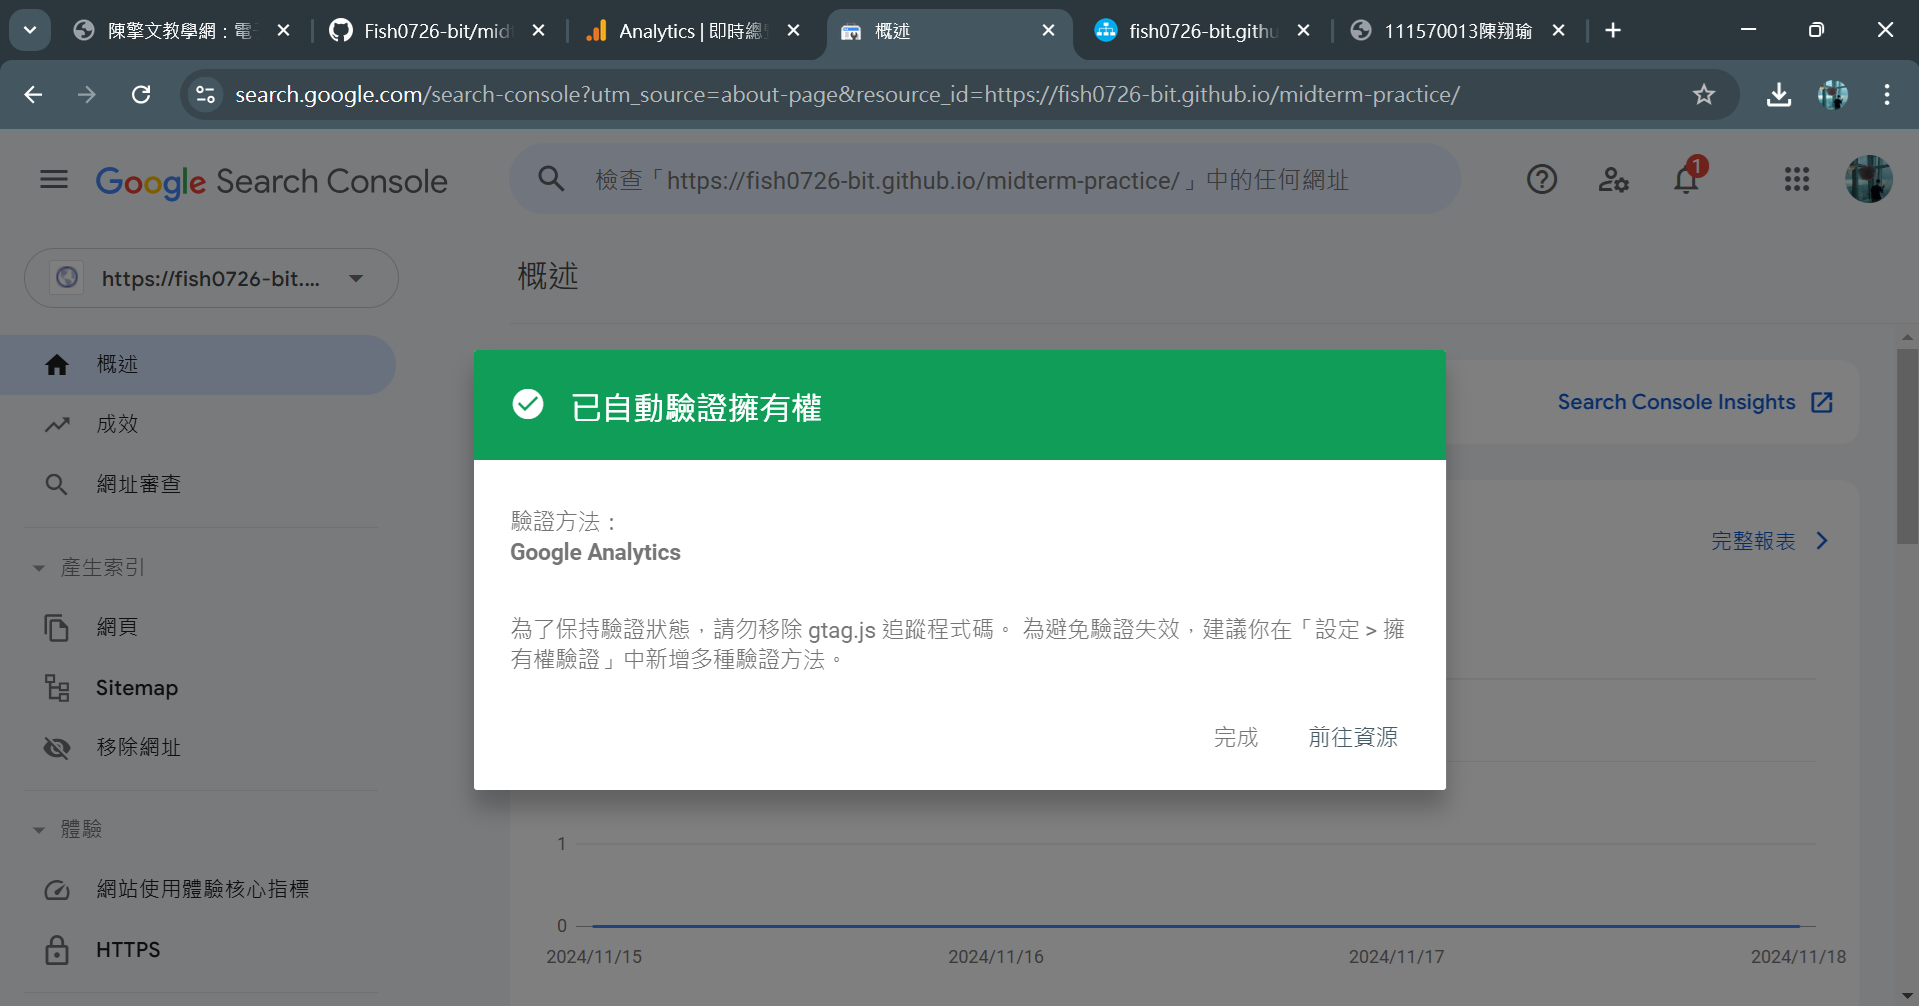 陳擎文教學網：電
Fish0726-bit/mid
Analytics | 即時總
概述
fish0726-bit.githu
111570013陳翔瑜
search.google.com/search-console?utm_source=about-page&resource_id=https://fish0726-bit.github.io/midterm-practice/
Google Search Console
檢查「https://fish0726-bit.github.io/midterm-practice/」中的任何網址
1
https://fish0726-bit....
概述
概述
成效
網址審查
產生索引
網頁
Sitemap
移除網址
體驗
網站使用體驗核心指標
HTTPS
Search Console Insights
完整報表
已自動驗證擁有權
驗證方法：
Google Analytics
為了保持驗證狀態，請勿移除 gtag.js 追蹤程式碼。 為避免驗證失效，建議你在「設定 > 擁
有權驗證」中新增多種驗證方法。
完成
前往資源
1
0
2024/11/15
2024/11/16
2024/11/17
2024/11/18